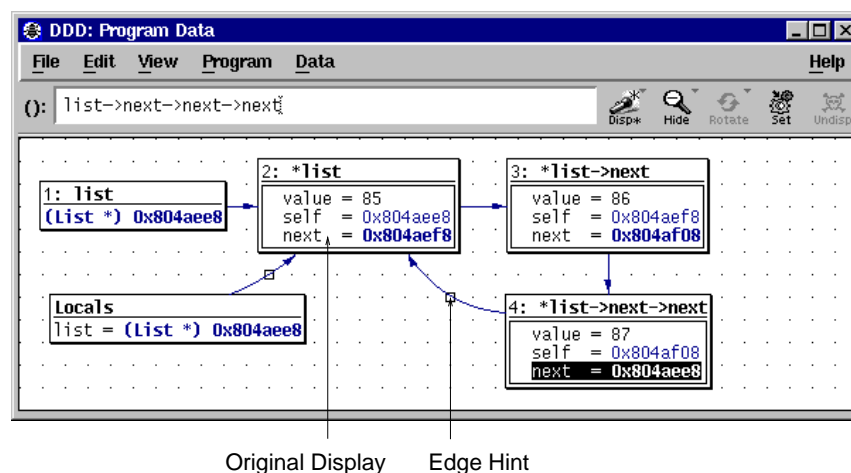 DDD: Program Data
File Edit View Program Data Help
(): list->next->next->next
Disp* Hide Rotate Set Undisp
1: list
(List *) 0x804aee8
2: *list
value = 85
self = 0x804aee8
next = 0x804aef8
3: *list->next
value = 86
self = 0x804aef8
next = 0x804af08
Locals
list = (List *) 0x804aee8
4: *list->next->next
value = 87
self = 0x804af08
next = 0x804aee8
Original Display Edge Hint